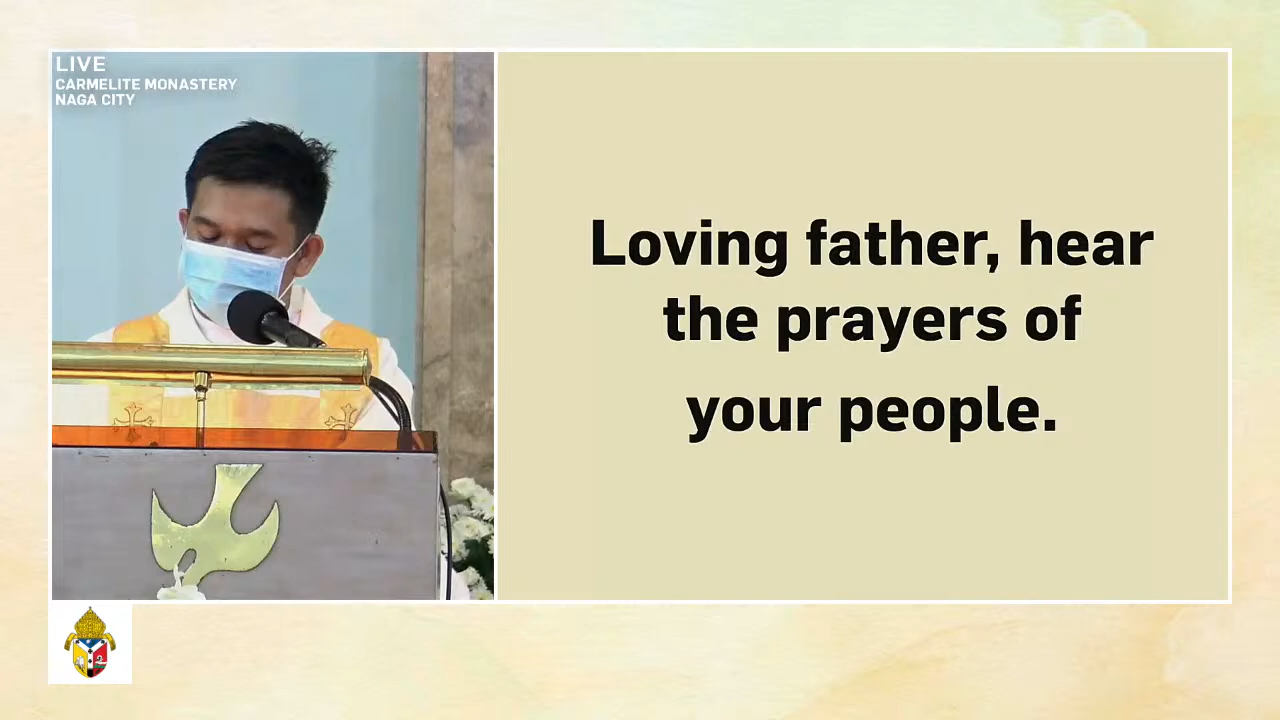 LIVE
CARMELITE MONASTERY
NAGA CITY
Loving father, hear
the prayers of
your people.